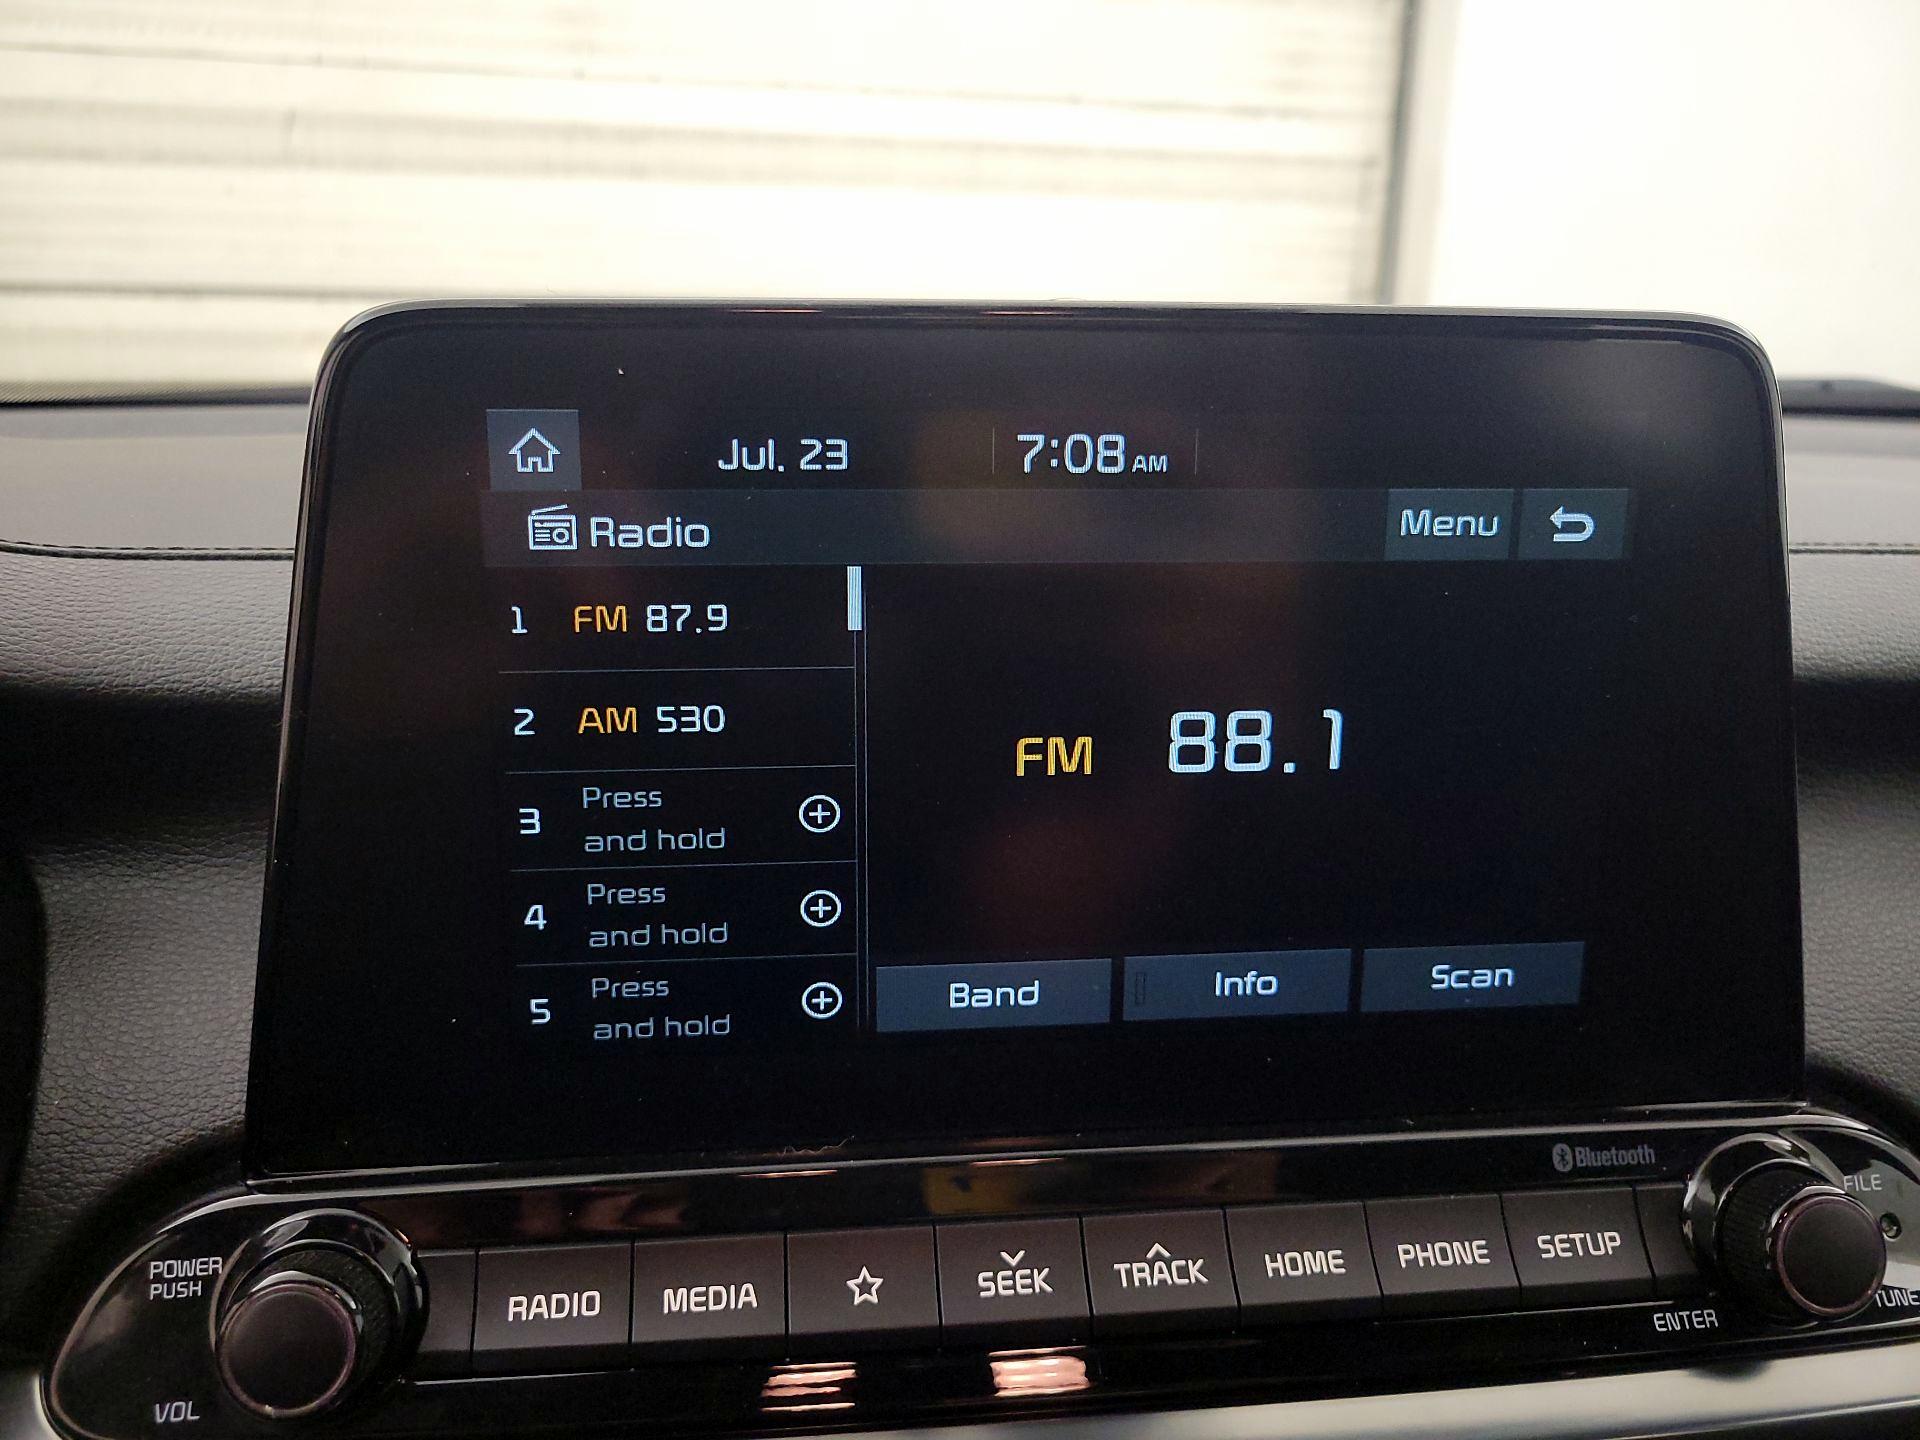 Jul. 23 7:08 AM
Radio Menu
1 FM 87.9
2 AM 530
3 Press
and hold
4 Press
and hold
5 Press
and hold
FM 88.1
Band Info Scan
Bluetooth
POWER
PUSH
VOL
RADIO MEDIA SEEK TRACK HOME PHONE SETUP
FILE
TUNE
ENTER